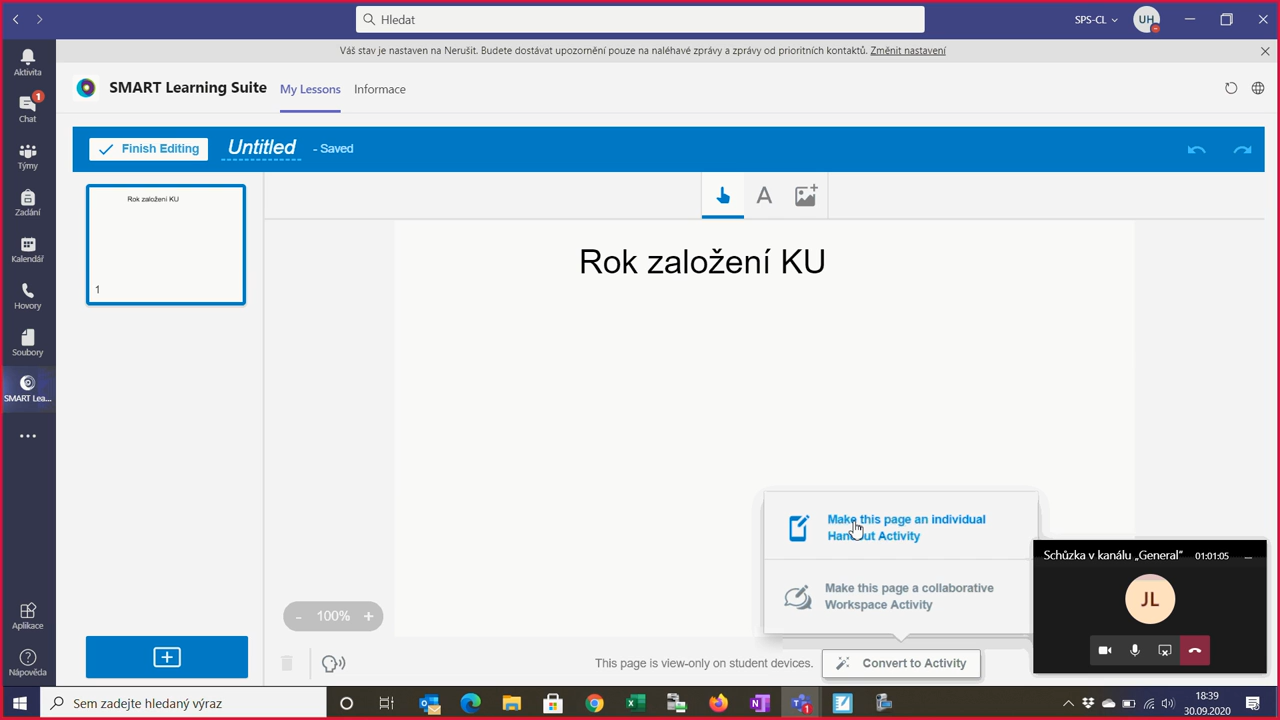 Hledat
SPS-CL
UH
Váš stav je nastaven na Nerušit. Budete dostávat upozornění pouze na naléhavé zprávy a zprávy od prioritních kontaktů. Změnit nastavení
Aktivita
1
Chat
Týmy
Zadání
Kalendář
Hovory
Soubory
SMART Lea...
Aplikace
Nápověda
SMART Learning Suite
My Lessons
Informace
Finish Editing
Untitled
- Saved
Rok založení KU
1
A
Rok založení KU
Make this page an individual
Handout Activity
Make this page a collaborative
Workspace Activity
- 100% +
This page is view-only on student devices.
Convert to Activity
Schůzka v kanálu „General"
01:01:05
JL
Sem zadejte hledaný výraz
1
18:39
30.09.2020